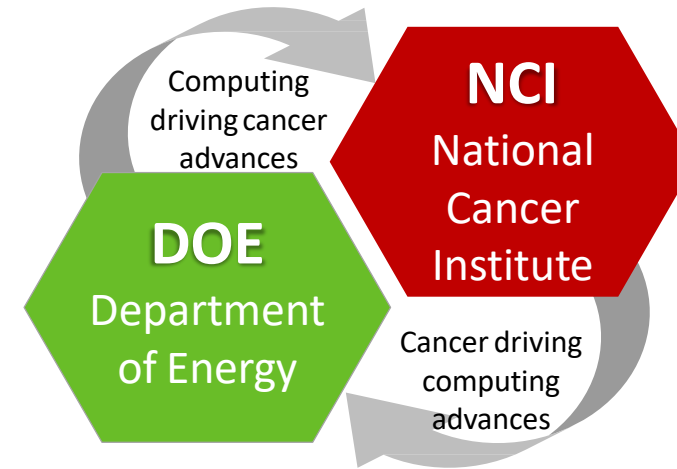 Computing
driving cancer
advances
NCI
National
Cancer
Institute
DOE
Department
of Energy
Cancer driving
computing
advances